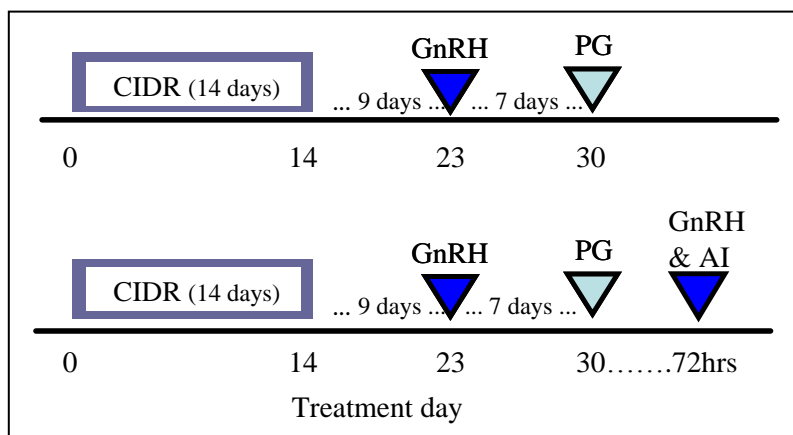 GnRH PG
CIDR (14 days)
... 9 days ... ... 7 days ...
0 14 23 30
GnRH
& AI
GnRH PG
CIDR (14 days)
... 9 days ... ... 7 days ...
0 14 23 30.......72hrs
Treatment day